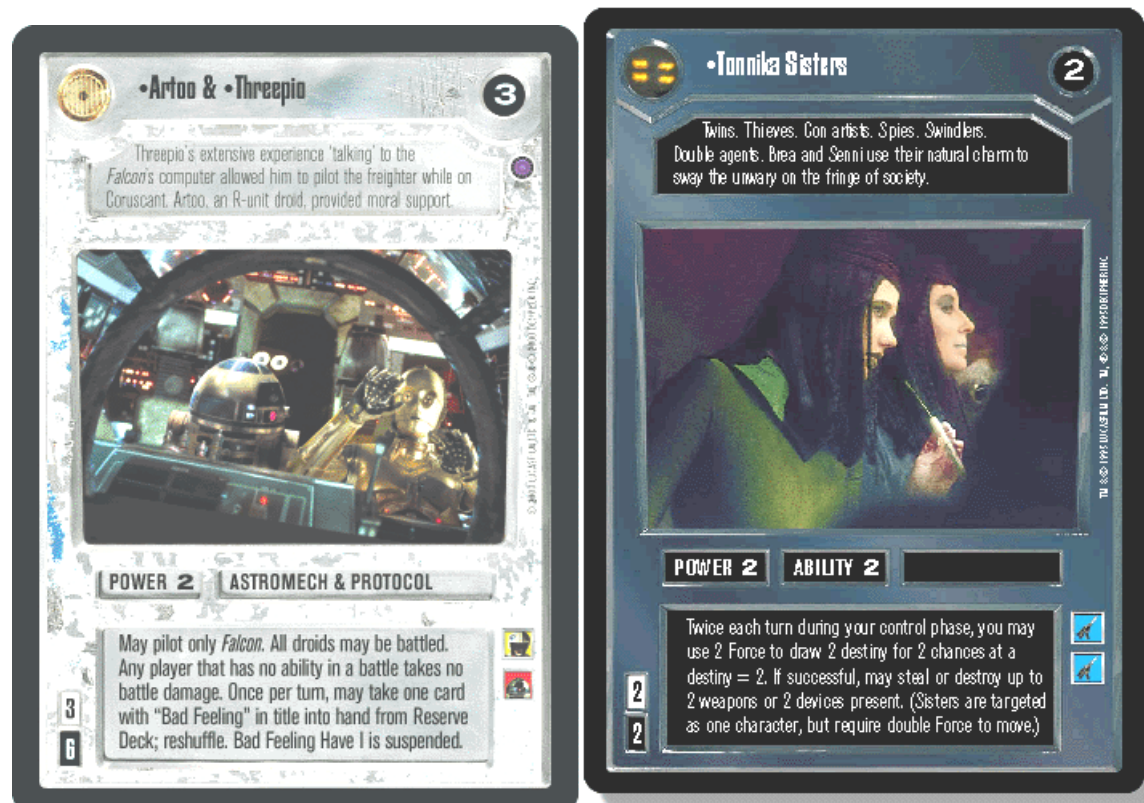 •Artoo & •Threepio
3
Threepio's extensive experience 'talking' to the
Falcon's computer allowed him to pilot the freighter while on
Coruscant. Artoo, an R-unit droid, provided moral support.
POWER 2
ASTROMECH & PROTOCOL
May pilot only Falcon. All droids may be battled.
Any player that has no ability in a battle takes no
battle damage. Once per turn, may take one card
with "Bad Feeling" in title into hand from Reserve
Deck; reshuffle. Bad Feeling Have I is suspended.
3
6
•Tonnika Sisters
2
Twins. Thieves. Con artists. Spies. Swindlers.
Double agents. Brea and Senni use their natural charm to
sway the unwary on the fringe of society.
TM & © 1995 LUCASFILM LTD. TM, ® & © 1995 DECIPHER INC
POWER 2
ABILITY 2
Twice each turn during your control phase, you may
use 2 Force to draw 2 destiny for 2 chances at a
destiny = 2. If successful, may steal or destroy up to
2 weapons or 2 devices present. (Sisters are targeted
as one character, but require double Force to move.)
2
2